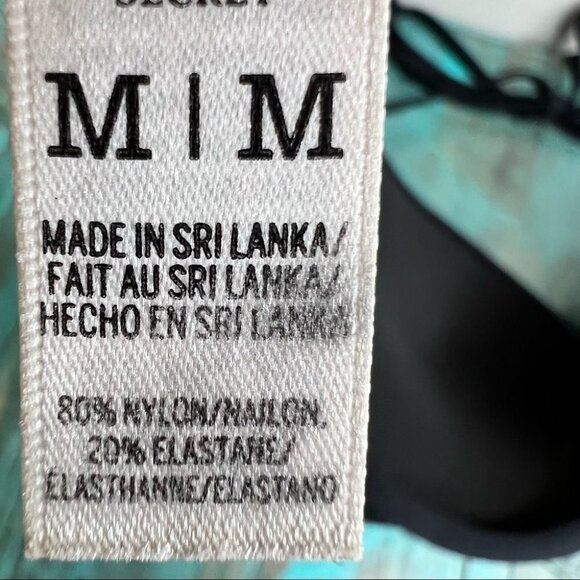 SECRET
M | M
MADE IN SRI LANKA/
FAIT AU SRI LANKA/
HECHO EN SRI LANKA
80% NYLON/NAILON,
20% ELASTANE/
ELASTHANNE/ELASTANO